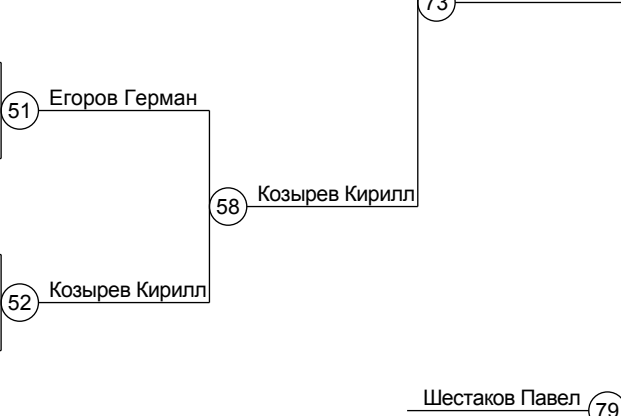 73
51 Егоров Герман
58 Козырев Кирилл
52 Козырев Кирилл
Шестаков Павел 79